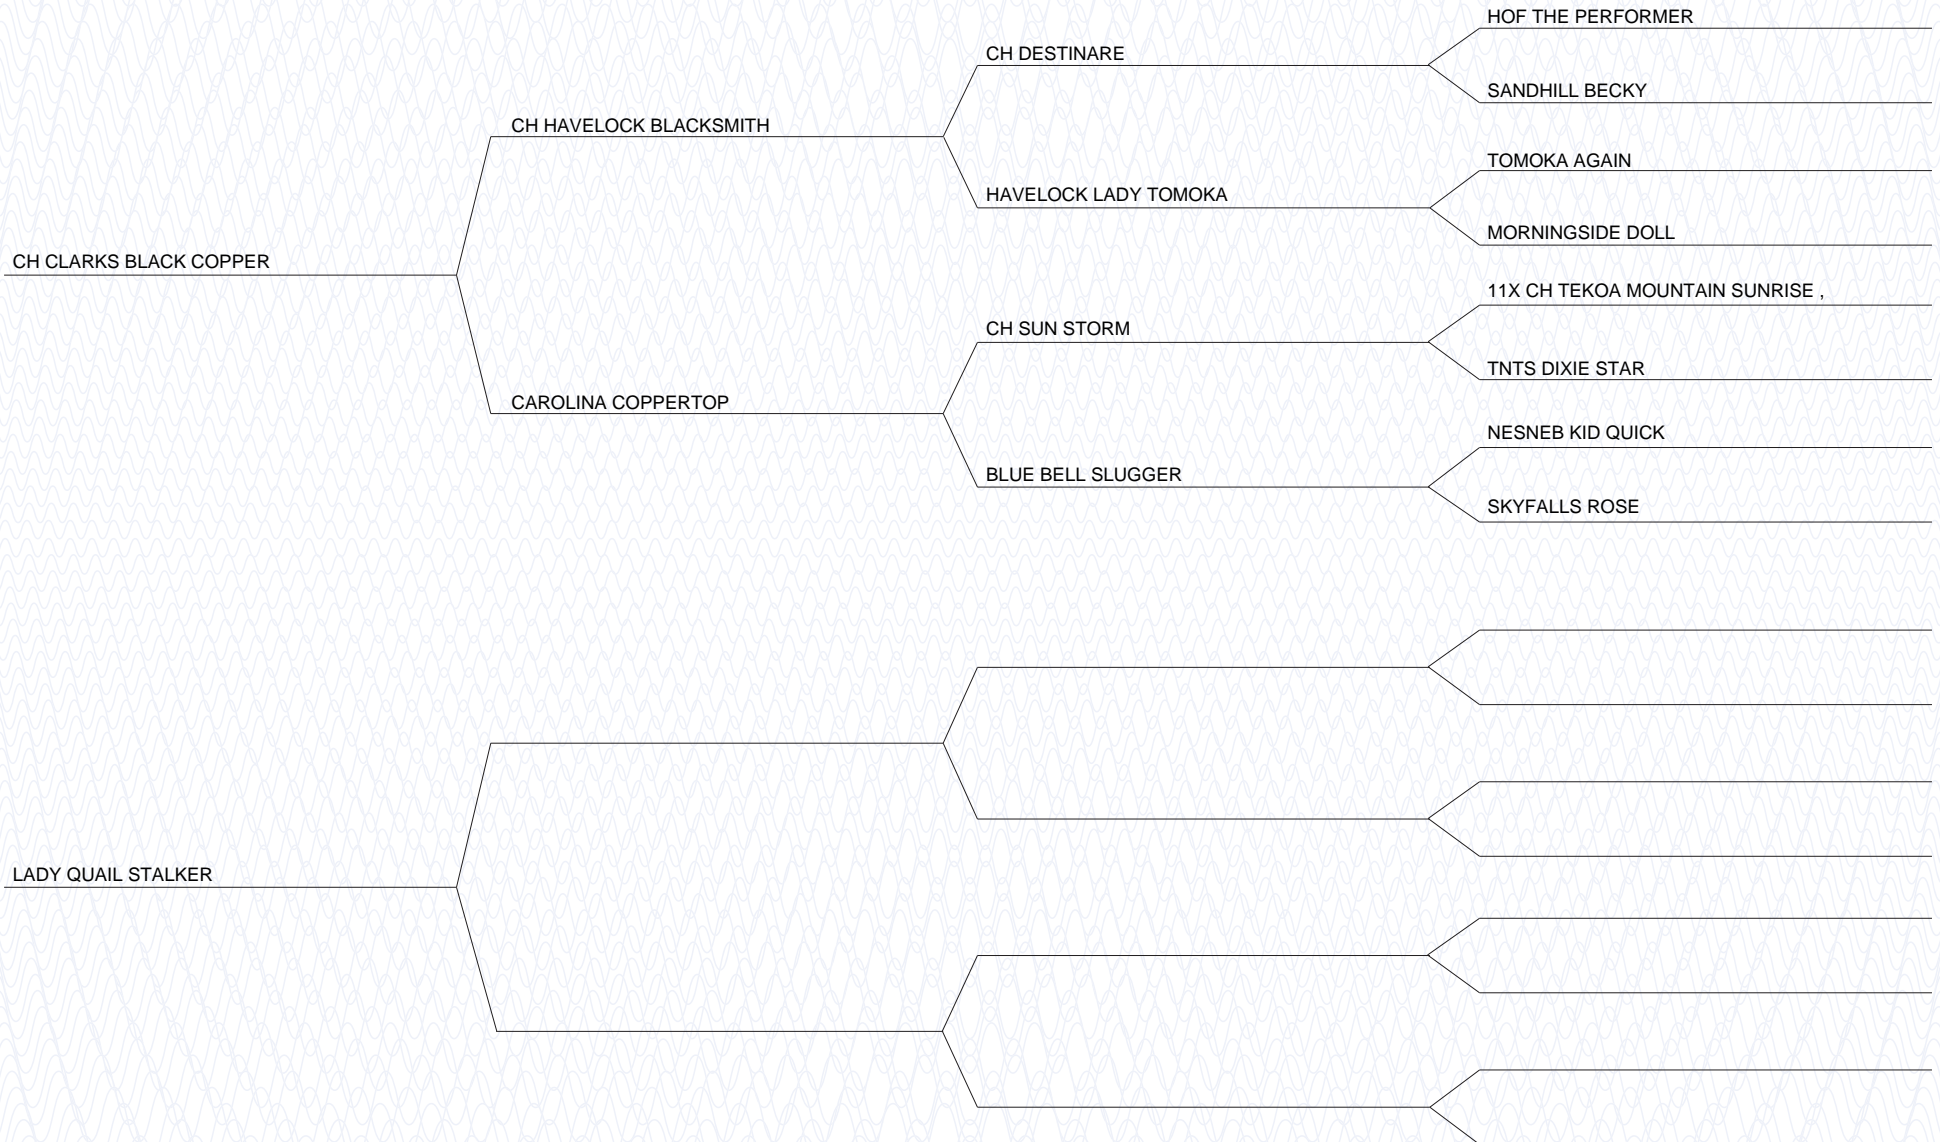 HOF THE PERFORMER
CH DESTINARE
SANDHILL BECKY
CH HAVELOCK BLACKSMITH
TOMOKA AGAIN
HAVELOCK LADY TOMOKA
MORNINGSIDE DOLL
CH CLARKS BLACK COPPER
11X CH TEKOA MOUNTAIN SUNRISE ,
CH SUN STORM
TNTS DIXIE STAR
CAROLINA COPPERTOP
NESNEB KID QUICK
BLUE BELL SLUGGER
SKYFALLS ROSE
LADY QUAIL STALKER